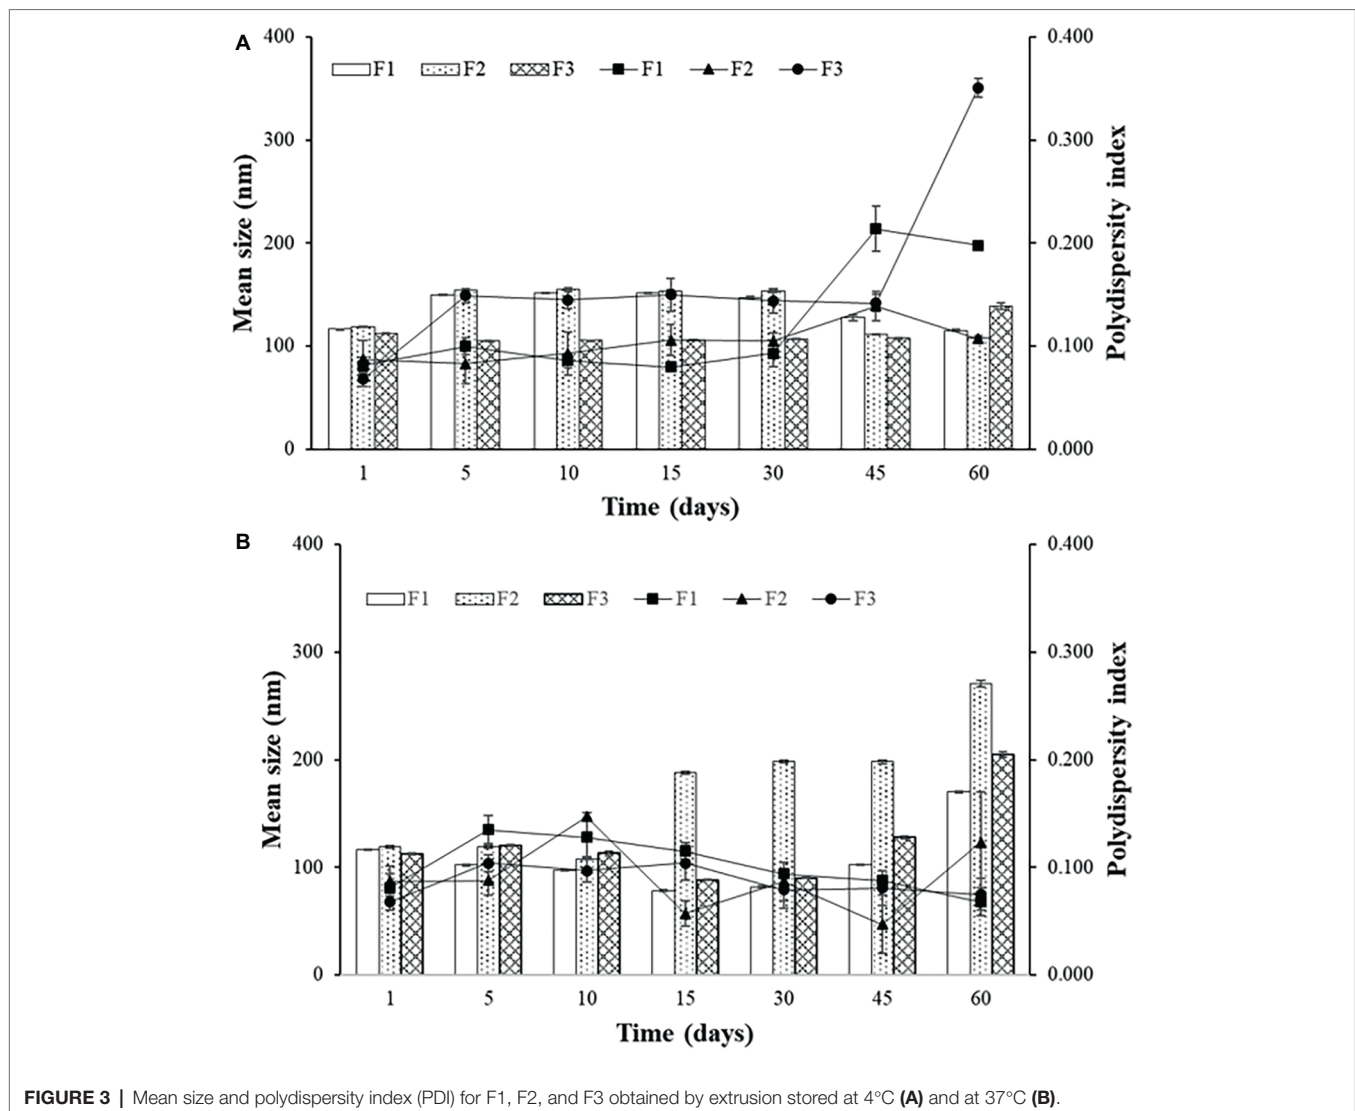 A
400
300
200
100
0
Mean size (nm)
F1 F2 F3 F1 F2 F3
0.400
0.300
0.200
0.100
0.000
Polydispersity index
1 5 10 15 30 45 60
Time (days)
B
400
300
200
100
0
Mean size (nm)
F1 F2 F3 F1 F2 F3
0.400
0.300
0.200
0.100
0.000
Polydispersity index
1 5 10 15 30 45 60
Time (days)
FIGURE 3 | Mean size and polydispersity index (PDI) for F1, F2, and F3 obtained by extrusion stored at 4°C (A) and at 37°C (B).